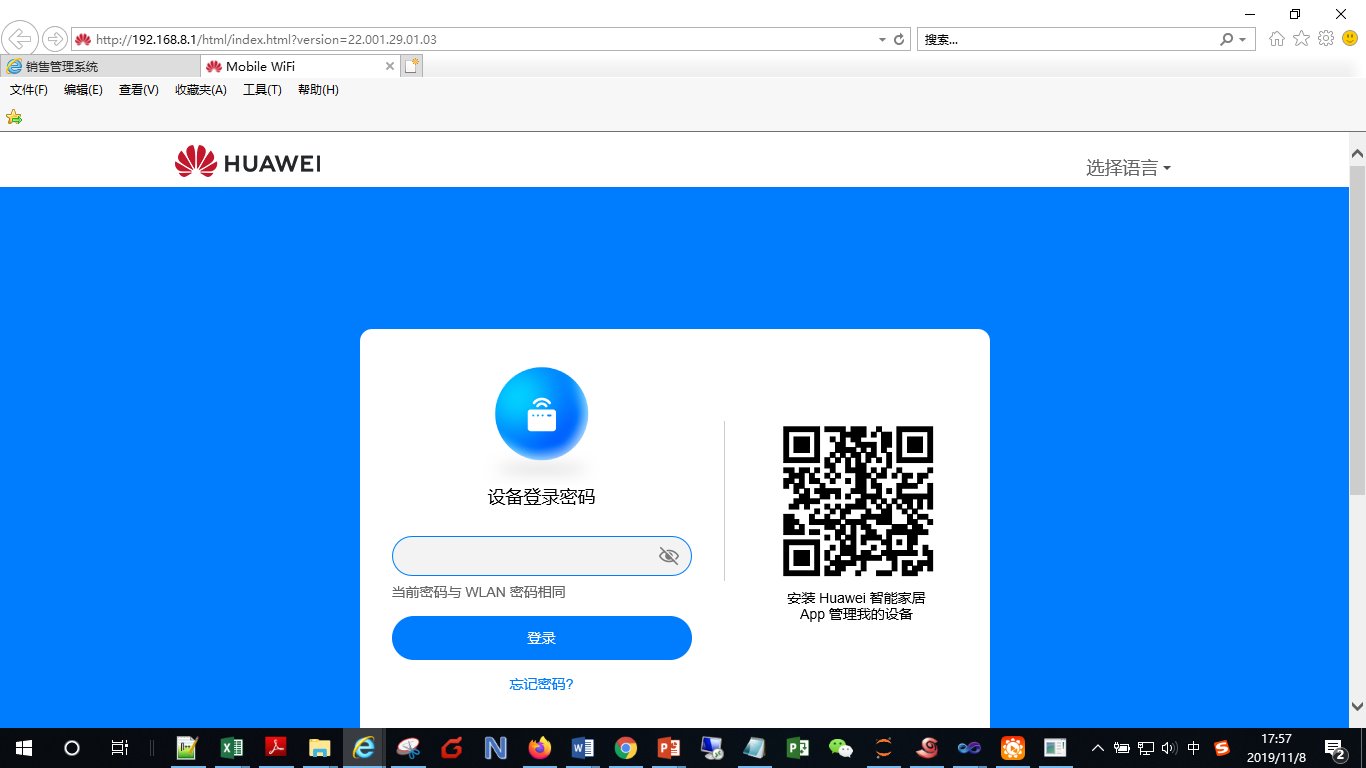 http://192.168.8.1/html/index.html?version=22.001.29.01.03
搜索...
销售管理系统
Mobile WiFi
文件(F) 编辑(E) 查看(V) 收藏夹(A) 工具(T) 帮助(H)
HUAWEI
选择语言
设备登录密码
当前密码与 WLAN 密码相同
登录
忘记密码?
安装 Huawei 智能家居
App 管理我的设备
中
17:57
2019/11/8
2